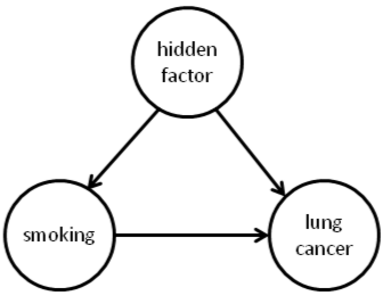 hidden
factor
smoking
lung
cancer